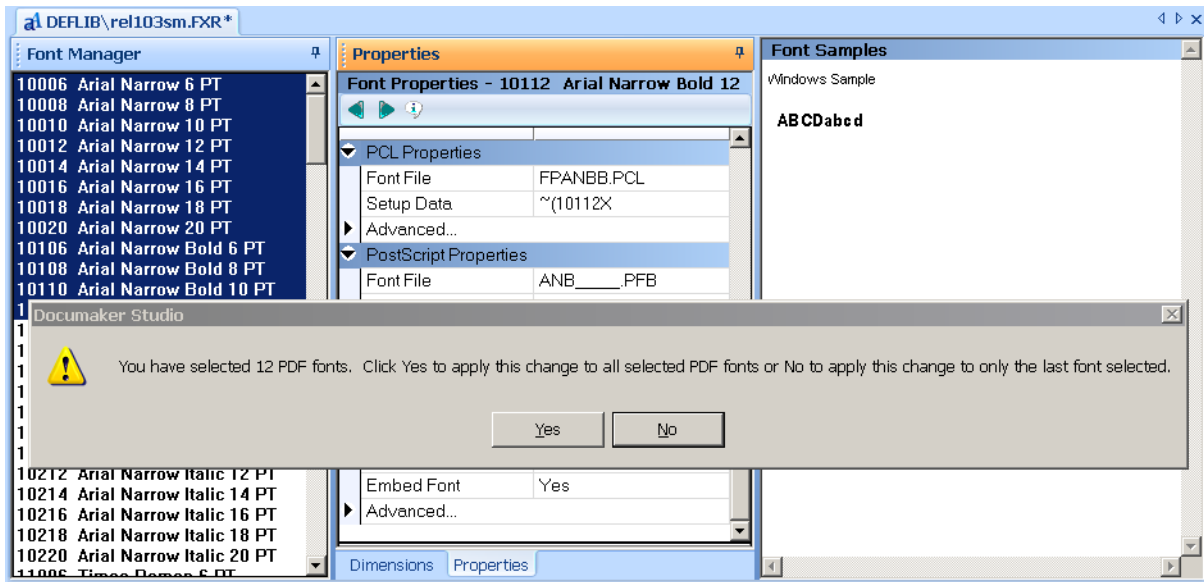 DEFLIB\rel103sm.FXR*
Font Manager
10006 Arial Narrow 6 PT
10008 Arial Narrow 8 PT
10010 Arial Narrow 10 PT
10012 Arial Narrow 12 PT
10014 Arial Narrow 14 PT
10016 Arial Narrow 16 PT
10018 Arial Narrow 18 PT
10020 Arial Narrow 20 PT
10106 Arial Narrow Bold 6 PT
10108 Arial Narrow Bold 8 PT
10110 Arial Narrow Bold 10 PT
Properties
Font Properties - 10112 Arial Narrow Bold 12
PCL Properties
Font File FPANBB.PCL
Setup Data ~(10112X
Advanced...
PostScript Properties
Font File ANB_____.PFB
Font Samples
Windows Sample
ABCDabcd
Documaker Studio
You have selected 12 PDF fonts. Click Yes to apply this change to all selected PDF fonts or No to apply this change to only the last font selected.
Yes No
10212 Arial Narrow Italic 12 PT
10214 Arial Narrow Italic 14 PT
10216 Arial Narrow Italic 16 PT
10218 Arial Narrow Italic 18 PT
10220 Arial Narrow Italic 20 PT
11006 Times Roman 6 PT
Embed Font Yes
Advanced...
Dimensions Properties